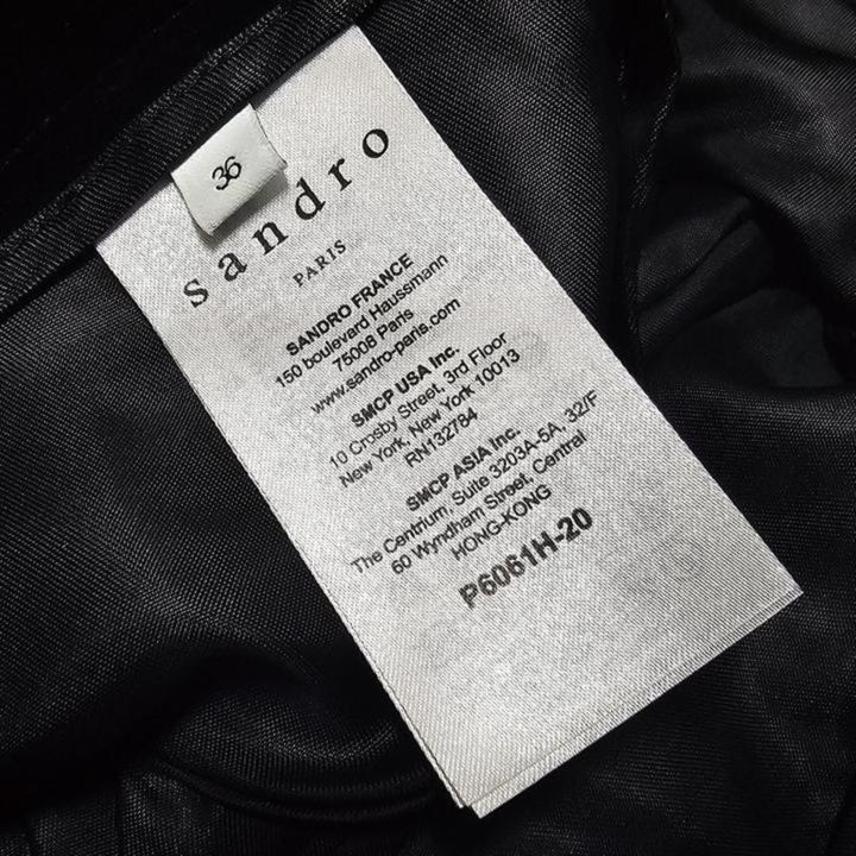 36
sandro
PARIS
SANDRO FRANCE
150 boulevard Haussmann
75008 Paris
www.sandro-paris.com
SMCP USA Inc.
10 Crosby Street, 3rd Floor
New York, New York 10013
RN132784
SMCP ASIA Inc.
The Centrium, Suite 3203A-5A, 32/F
60 Wyndham Street, Central
HONG-KONG
P6061H-20